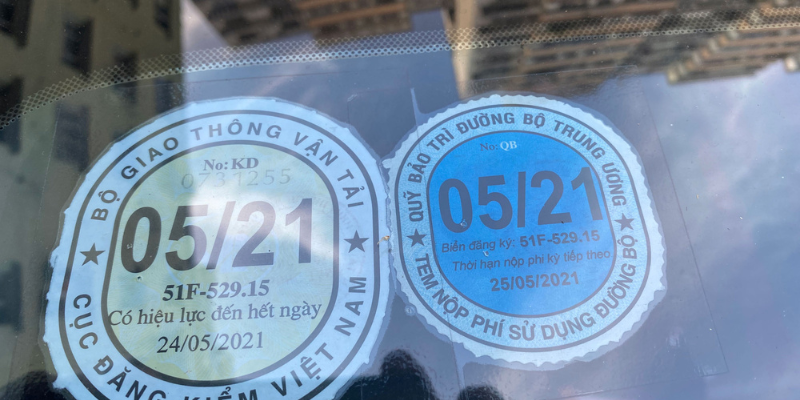 BỘ GIAO THÔNG VẬN TẢI
No: KD
0731255
05/21
51F-529.15
Có hiệu lực đến hết ngày
24/05/2021
CỤC ĐĂNG KIỂM VIỆT NAM
QUỸ BẢO TRÌ ĐƯỜNG BỘ TRUNG ƯƠNG
No: QB
05/21
Biển đăng ký: 51F-529.15
Thời hạn nộp phí kỳ tiếp theo
25/05/2021
TEM NỘP PHÍ SỬ DỤNG ĐƯỜNG BỘ